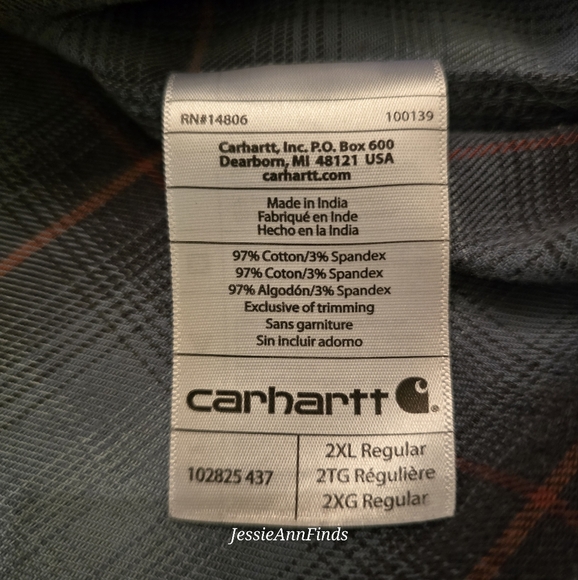 RN#14806 100139
Carhartt, Inc. P.O. Box 600
Dearborn, MI 48121 USA
carhartt.com
Made in India
Fabriqué en Inde
Hecho en la India
97% Cotton/3% Spandex
97% Coton/3% Spandex
97% Algodón/3% Spandex
Exclusive of trimming
Sans garniture
Sin incluir adorno
carhartt
102825 437
2XL Regular
2TG Régulière
2XG Regular
JessieAnnFinds